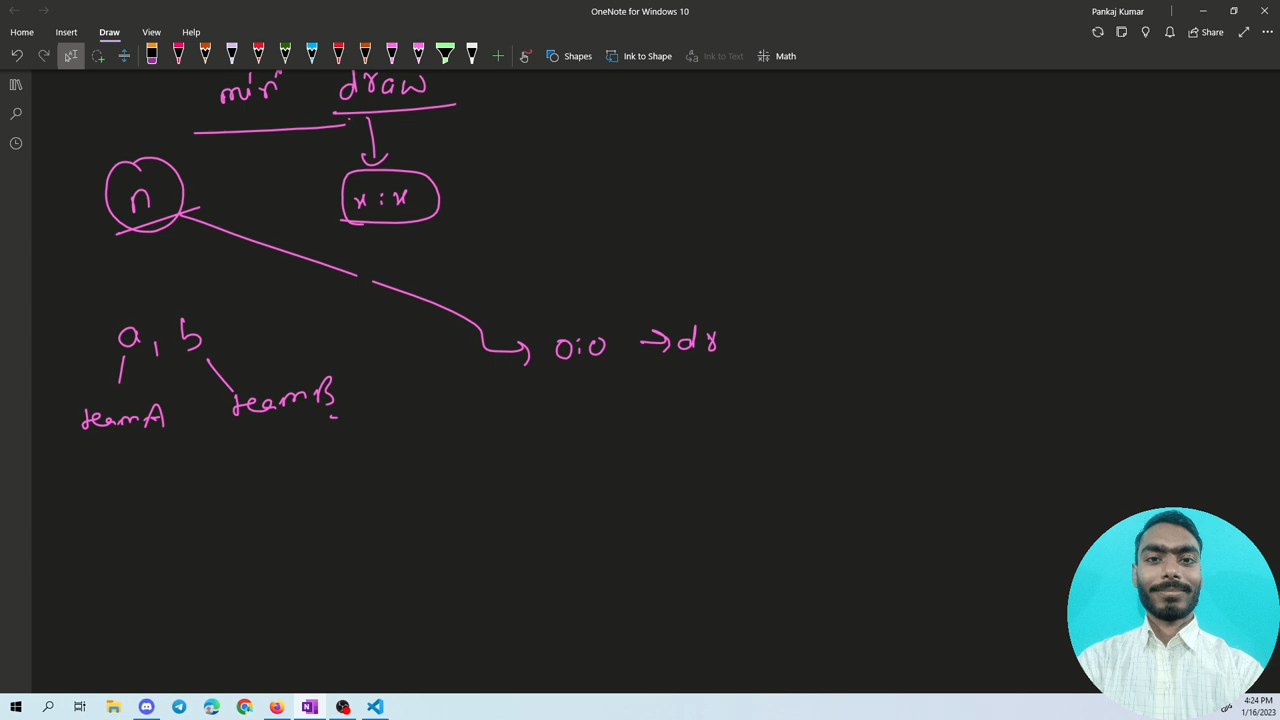 OneNote for Windows 10
Pankaj Kumar
Home Insert Draw View Help
Share
Shapes Ink to Shape Ink to Text Math
min draw
n
x : x
a, b
0:0 → dr
teamA teamB
4:24 PM
1/16/2023